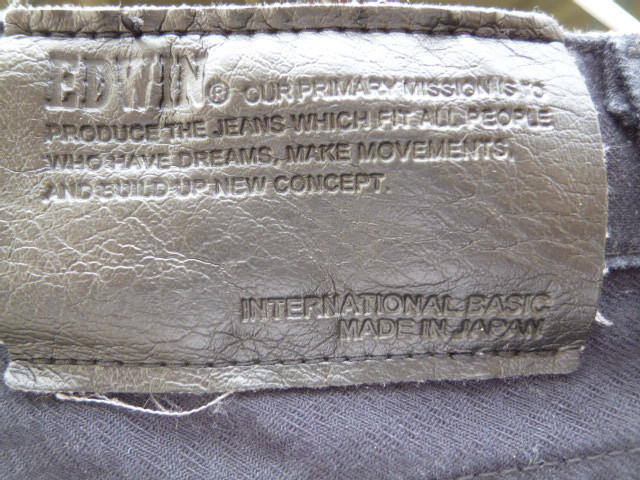 EDWIN® OUR PRIMARY MISSION IS TO
PRODUCE THE JEANS WHICH FIT ALL PEOPLE
WHO HAVE DREAMS, MAKE MOVEMENTS,
AND BUILD UP NEW CONCEPT.
INTERNATIONAL BASIC
MADE IN JAPAN